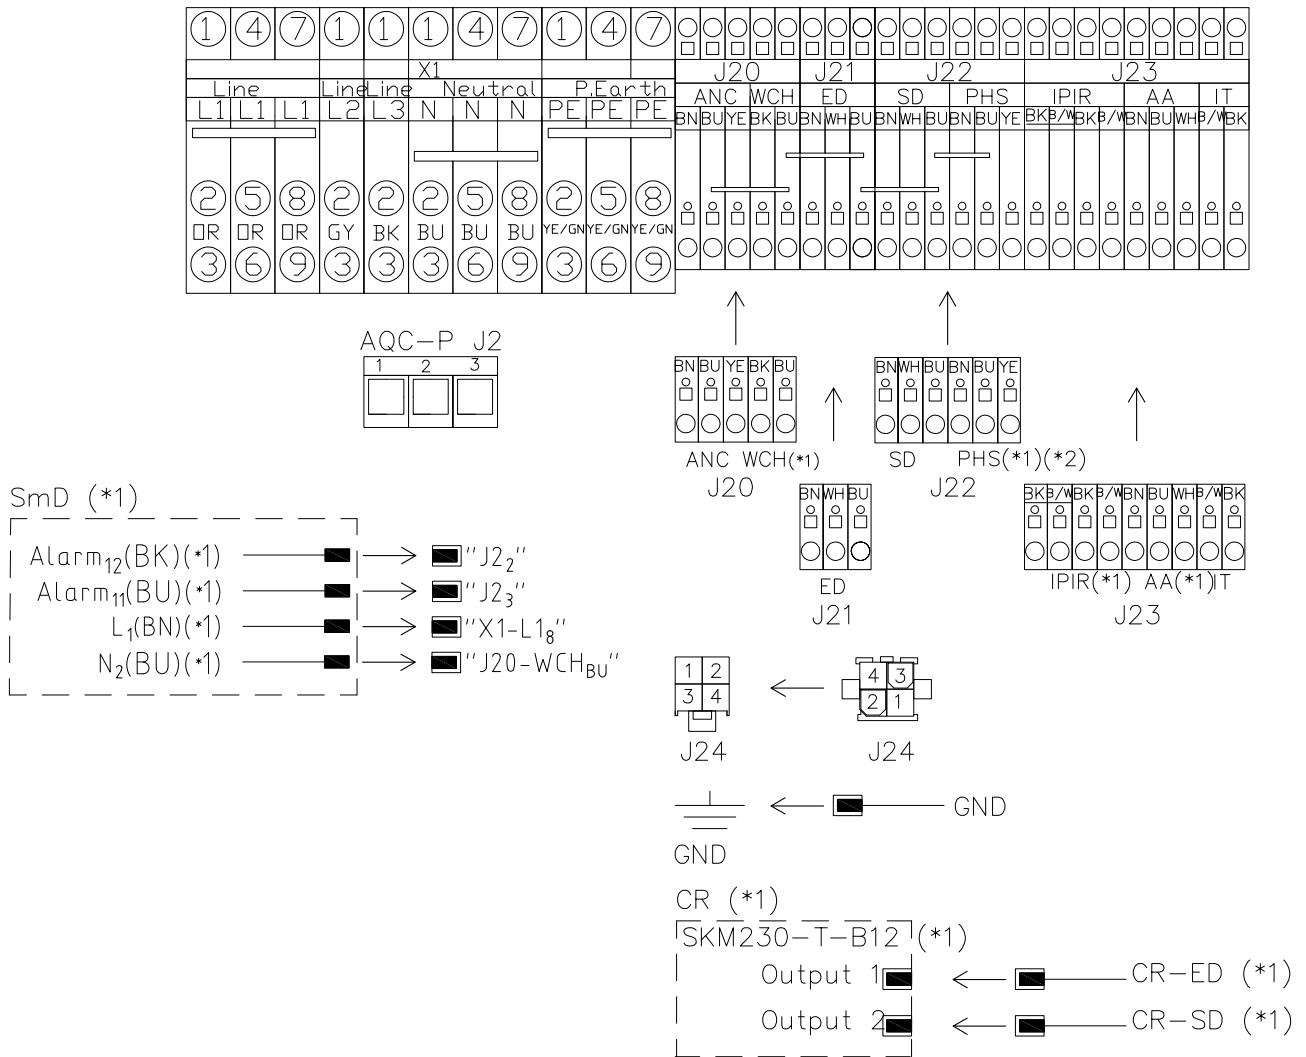 1 4 7 1 1 1 4 7 1 4 7
X1 J20 J21 J22 J23
Line Line Line Neutral P.Earth ANC WCH ED SD PHS IPIR AA IT
L1 L1 L1 L2 L3 N N N PE PE PE BN BU YE BK BU BN WH BU BN WH BU BN BU YE BK B/W BK B/W BN BU WH B/W BK
2 5 8 2 2 2 5 8 2 5 8
OR OR OR GY BK BU BU BU YE/GN YE/GN YE/GN
3 6 9 3 3 3 6 9 3 6 9
AQC-P J2
1 2 3
BN BU YE BK BU
ANC WCH(*1)
J20
BN WH BU BN BU YE
SD PHS(*1)(*2)
J22
BN WH BU
ED
J21
BK B/W BK B/W BN BU WH B/W BK
IPIR(*1) AA(*1) IT
J23
SmD (*1)
Alarm12(BK)(*1) "J22"
Alarm11(BU)(*1) "J23"
L1(BN)(*1) "X1-L18"
N2(BU)(*1) "J20-WCHBU"
1 2
3 4
J24
4 3
2 1
J24
GND
GND
CR (*1)
SKM230-T-B12 (*1)
Output 1 CR-ED (*1)
Output 2 CR-SD (*1)